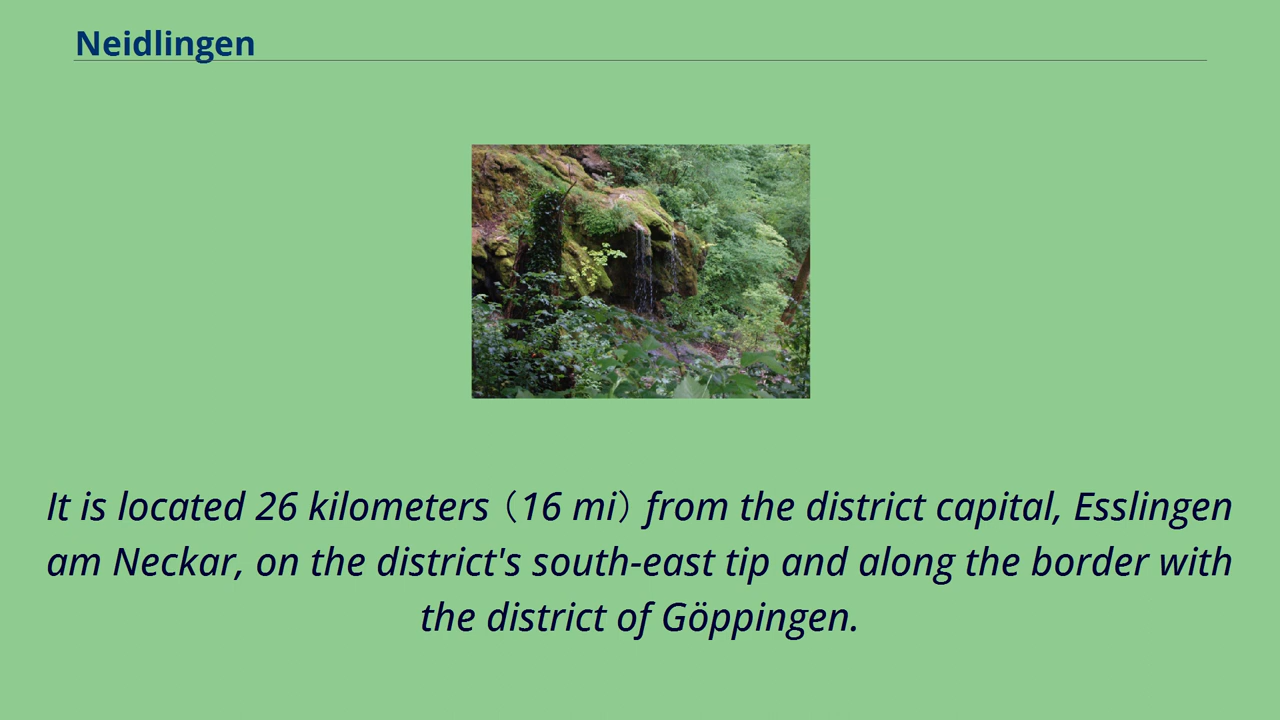 Neidlingen
It is located 26 kilometers（16 mi）from the district capital, Esslingen
am Neckar, on the district's south-east tip and along the border with
the district of Göppingen.